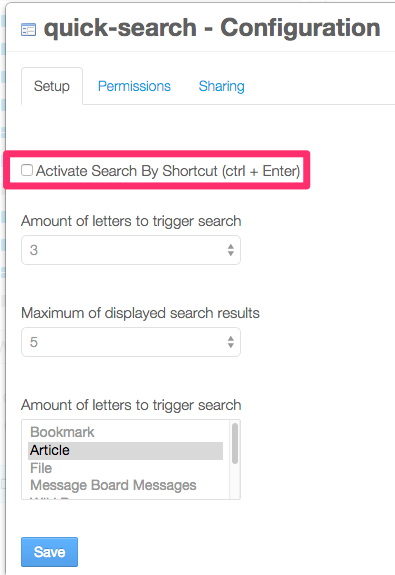 quick-search - Configuration
Setup Permissions Sharing
Activate Search By Shortcut (ctrl + Enter)
Amount of letters to trigger search
3
Maximum of displayed search results
5
Amount of letters to trigger search
Bookmark
Article
File
Message Board Messages
Save